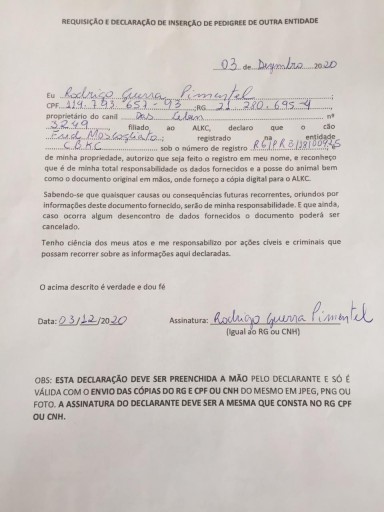 REQUISIÇÃO E DECLARAÇÃO DE INSERÇÃO DE PEDIGREE DE OUTRA ENTIDADE
03 de Dezembro 2020
Eu Rodrigo Guerra Pimentel;
CPF 119.793.657-93 ;RG 21.280.695-4,
proprietário do canil Das nº
3249, filiado ao ALKC, declaro que o cão
registrado na entidade
CBKC sob o número de registro
de minha propriedade, autorizo que seja feito o registro em meu nome, e reconheço
que é de minha total responsabilidade os dados fornecidos e a posse do animal bem
como o documento original em mãos, onde forneço a cópia digital para o ALKC.
Sabendo-se que quaisquer causas ou consequências futuras recorrentes, oriundos por
informações deste documento fornecido, serão de minha responsabilidade. E que ainda,
caso ocorra algum desencontro de dados fornecidos o documento poderá ser
cancelado.
Tenho ciência dos meus atos e me responsabilizo por ações cíveis e criminais que
possam recorrer sobre as informações aqui declaradas.
O acima descrito é verdade e dou fé
Data: 03/12/2020 Assinatura: Rodrigo Guerra Pimentel
(Igual ao RG ou CNH)
OBS: ESTA DECLARAÇÃO DEVE SER PREENCHIDA A MÃO PELO DECLARANTE E SÓ É
VÁLIDA COM O ENVIO DAS CÓPIAS DO RG E CPF OU CNH DO MESMO EM JPEG, PNG OU
FOTO. A ASSINATURA DO DECLARANTE DEVE SER A MESMA QUE CONSTA NO RG CPF
OU CNH.